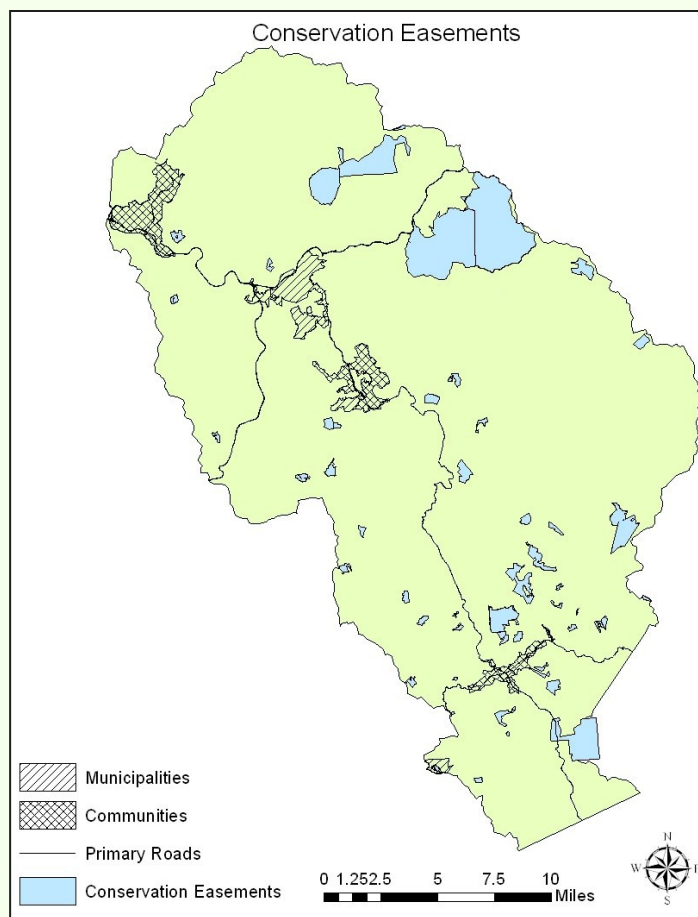 Conservation Easements
Municipalities
Communities
Primary Roads
Conservation Easements
0 1.252.5 5 7.5 10
Miles
N
W E
S